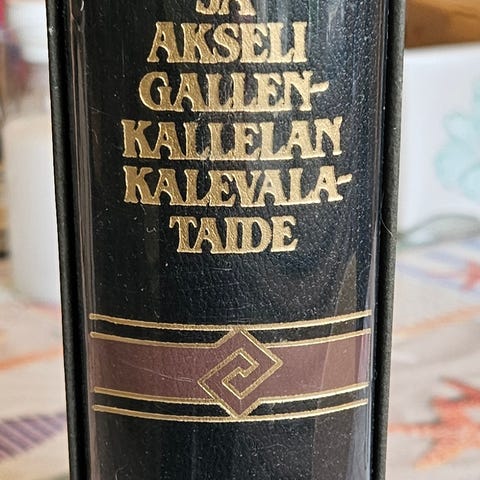 JA
AKSELI
GALLEN-
KALLELAN
KALEVALA-
TAIDE